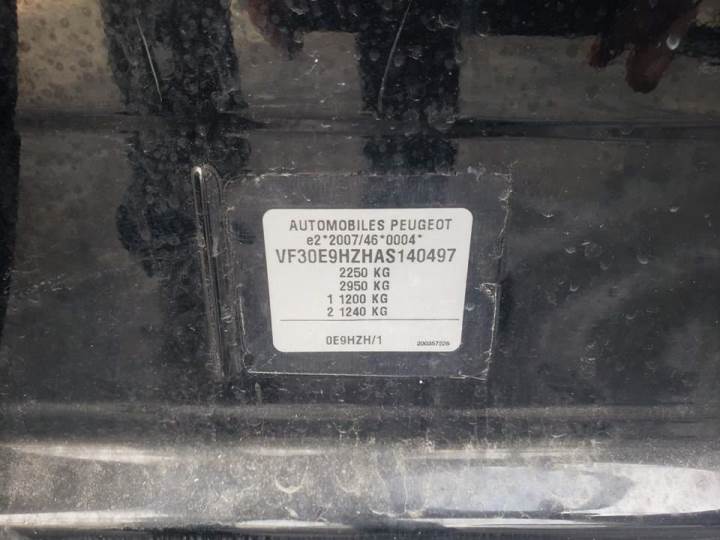 AUTOMOBILES PEUGEOT
e2*2007/46*0004*
VF30E9HZHAS140497
2250 KG
2950 KG
1 1200 KG
2 1240 KG
0E9HZH/1